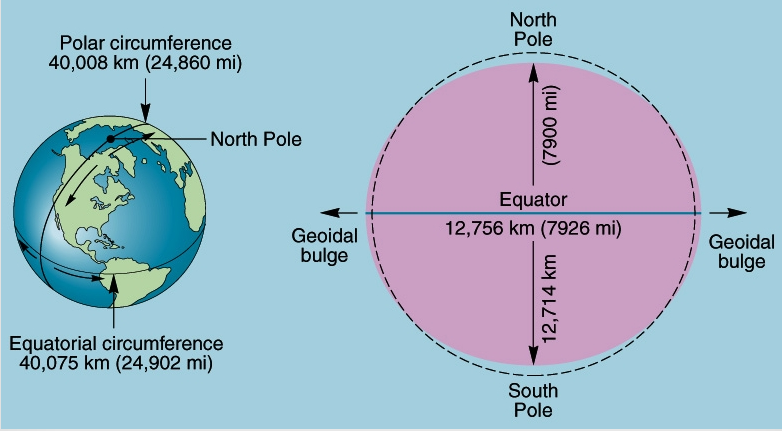 Polar circumference
40,008 km (24,860 mi)
North Pole
Equatorial circumference
40,075 km (24,902 mi)
North
Pole
(7900 mi)
Equator
12,756 km (7926 mi)
Geoidal
bulge
Geoidal
bulge
12,714 km
South
Pole